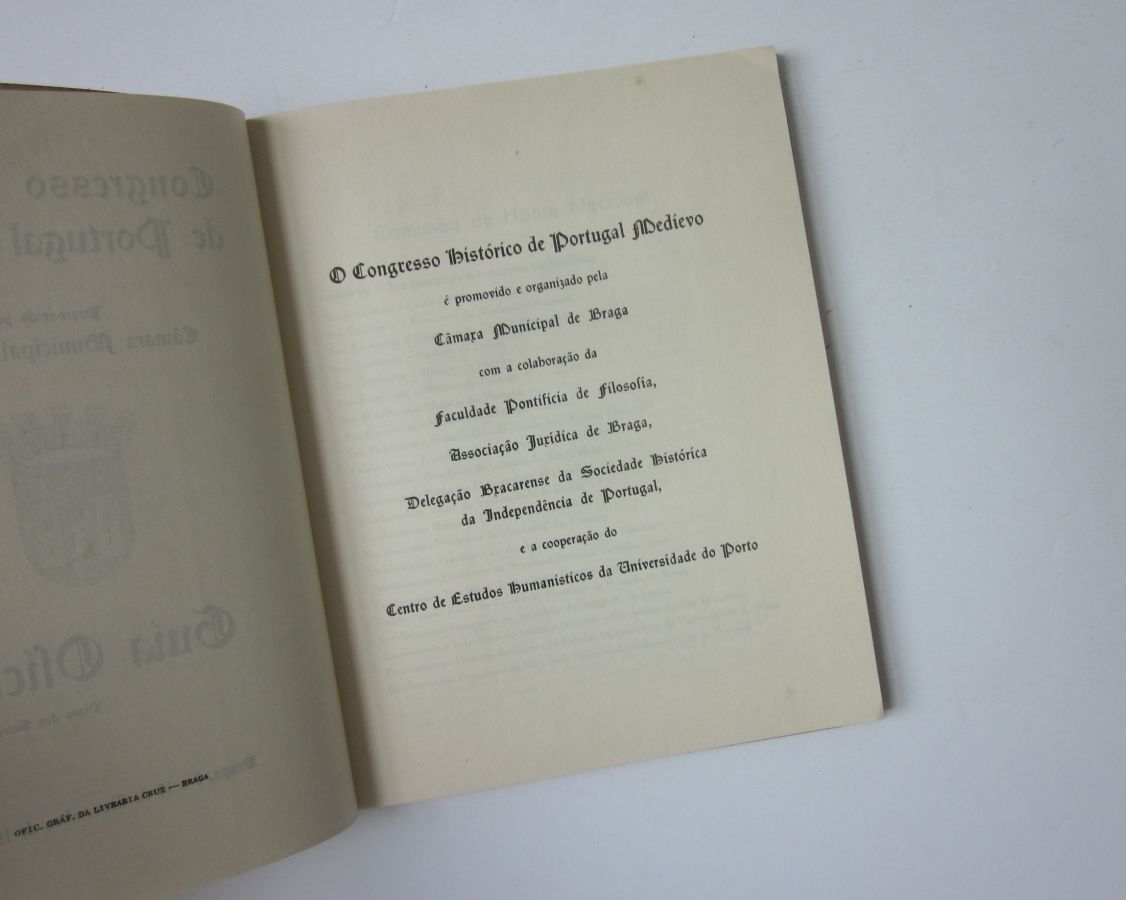 OFIC. GRÁF. DA LIVRARIA CRUZ — BRAGA
O Congresso Histórico de Portugal Medievo
é promovido e organizado pela
Câmara Municipal de Braga
com a colaboração da
Faculdade Pontifícia de Filosofia,
Associação Jurídica de Braga,
Delegação Bracarense da Sociedade Histórica
da Independência de Portugal,
e a cooperação do
Centro de Estudos Humanísticos da Universidade do Porto